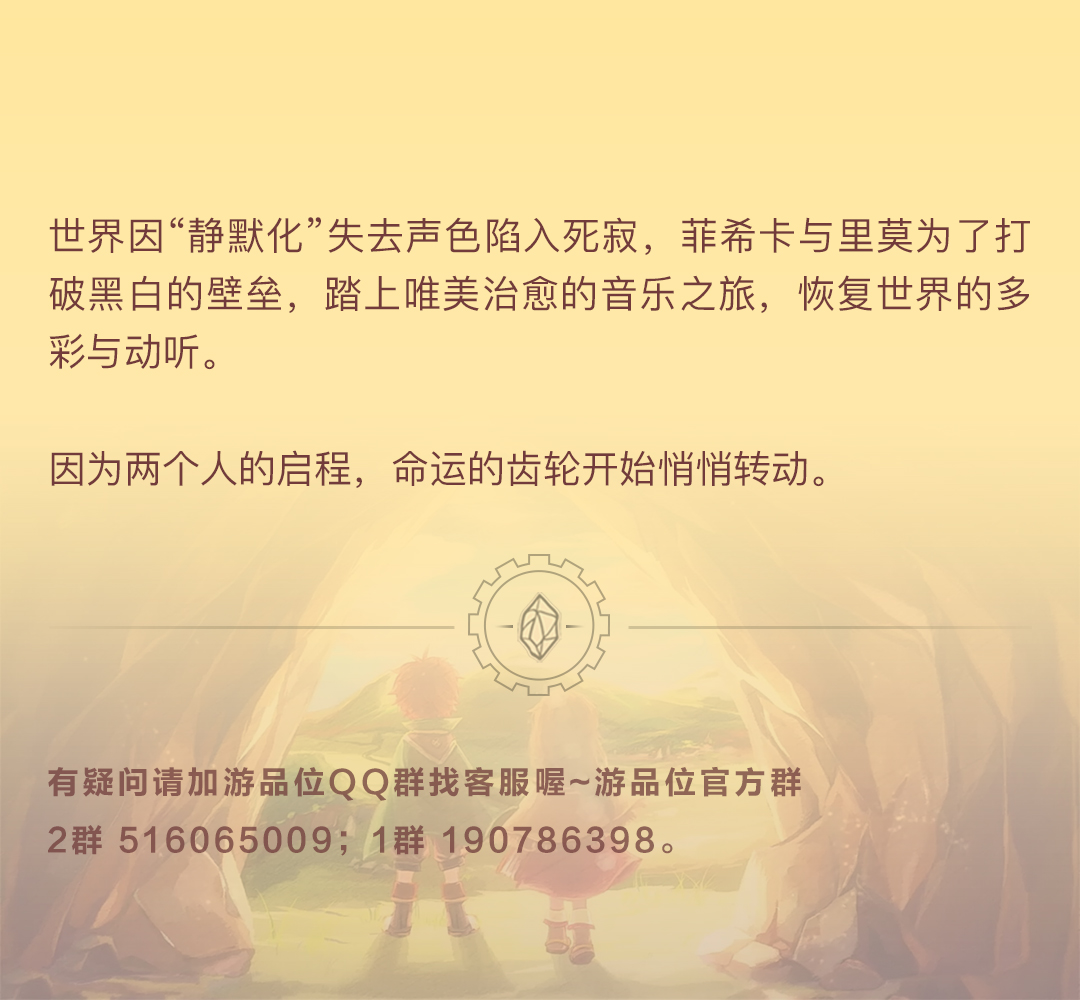 世界因“静默化”失去声色陷入死寂，菲希卡与里莫为了打
破黑白的壁垒，踏上唯美治愈的音乐之旅，恢复世界的多
彩与动听。
因为两个人的启程，命运的齿轮开始悄悄转动。
有疑问请加游品位QQ群找客服喔~游品位官方群
2群 516065009；1群 190786398。